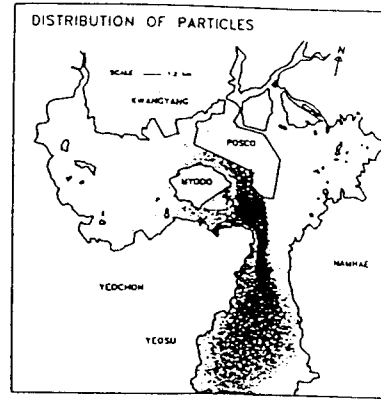 DISTRIBUTION OF PARTICLES
N
SCALE — 1.2 km
KWANGYANG
POSCO
MYODO
NAMHAE
YEOCHON
YEOSU